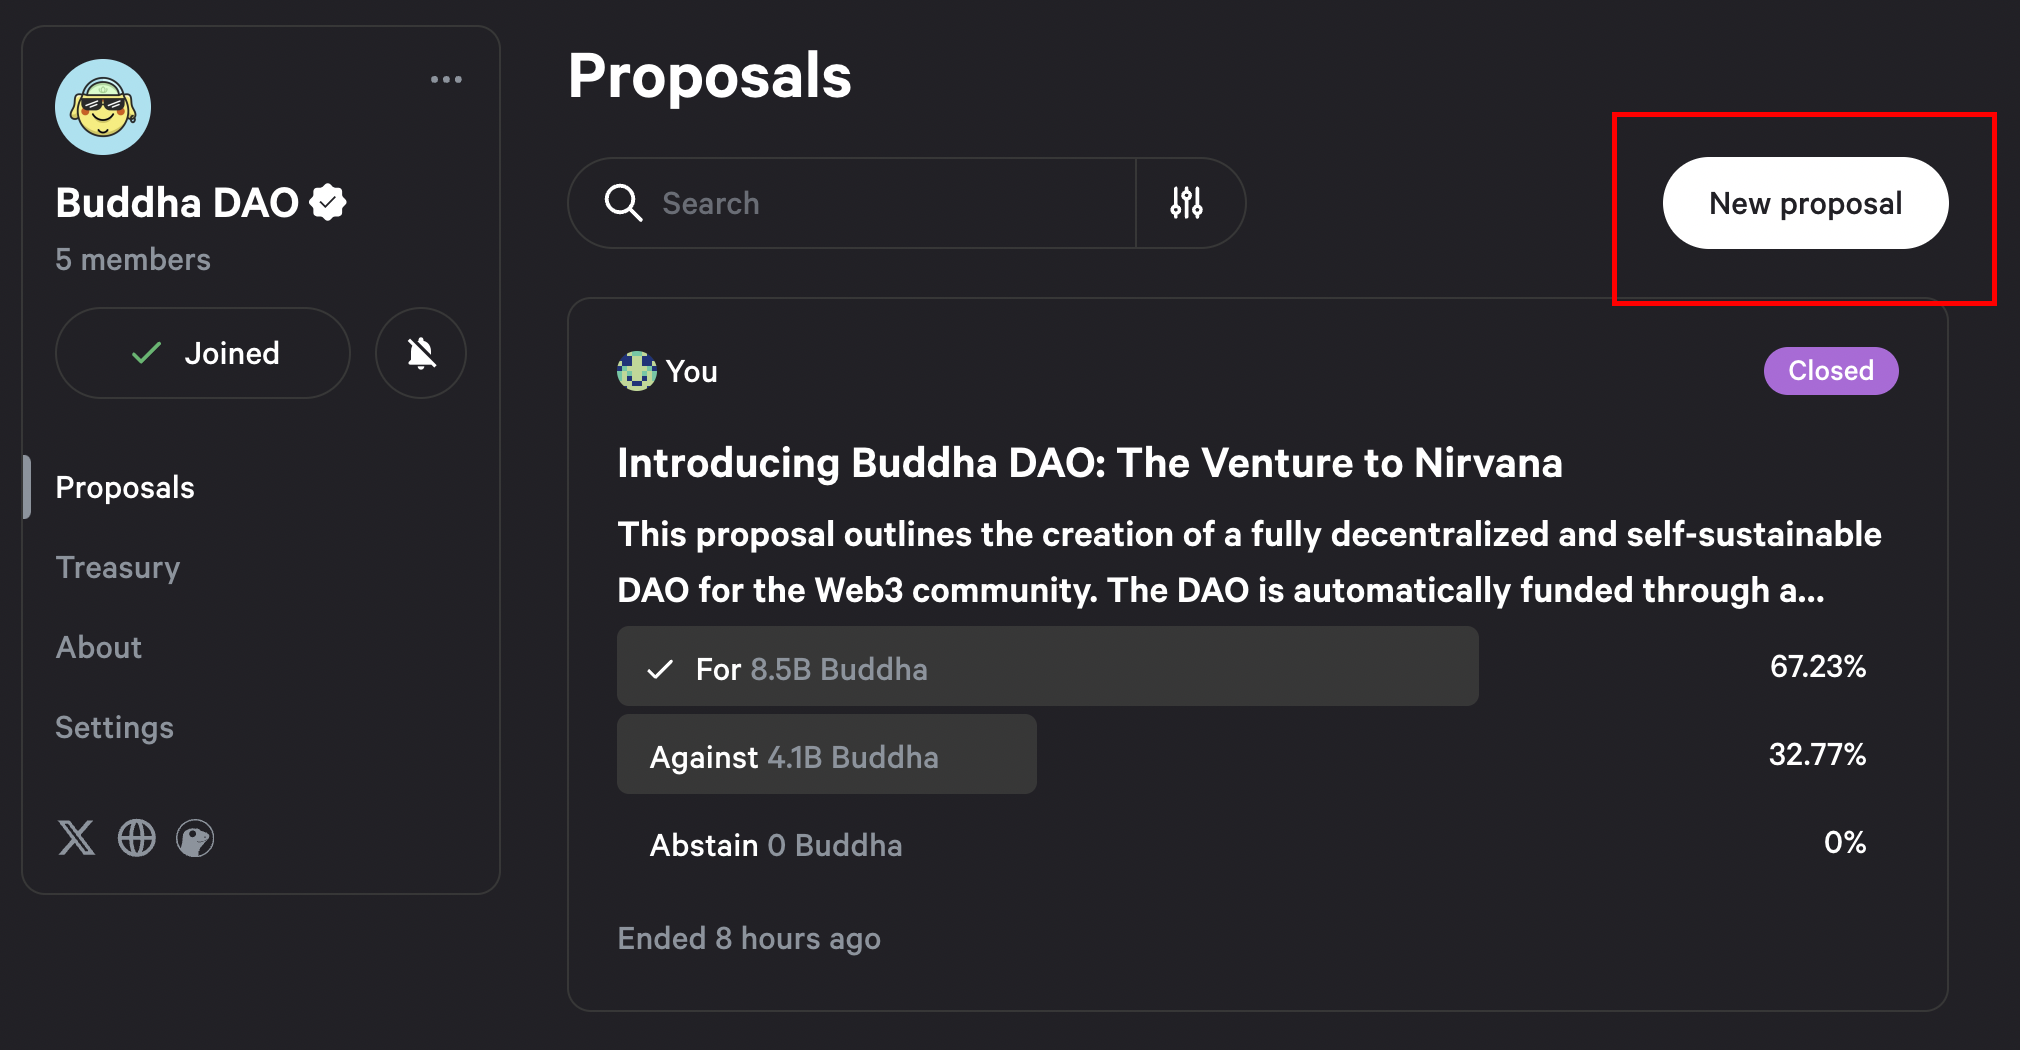 Buddha DAO
5 members
Joined
Proposals
Treasury
About
Settings
Proposals
Search
New proposal
You
Closed
Introducing Buddha DAO: The Venture to Nirvana
This proposal outlines the creation of a fully decentralized and self-sustainable
DAO for the Web3 community. The DAO is automatically funded through a...
For 8.5B Buddha 67.23%
Against 4.1B Buddha 32.77%
Abstain 0 Buddha 0%
Ended 8 hours ago